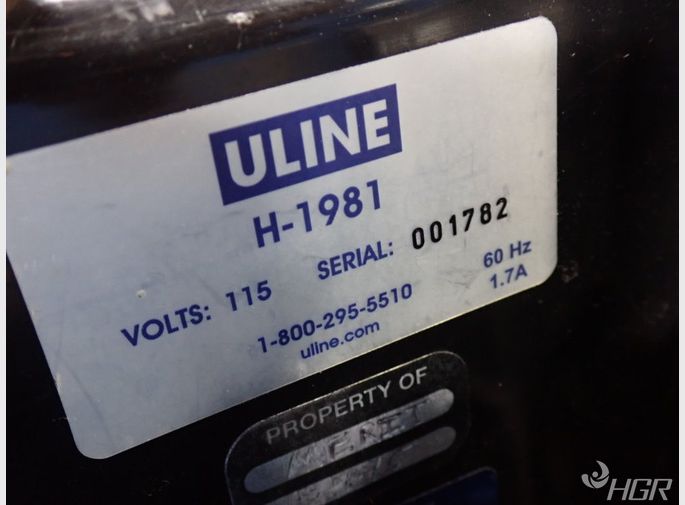 ULINE
H-1981
VOLTS: 115 SERIAL: 001782
60 Hz
1-800-295-5510 1.7A
uline.com
PROPERTY OF
HGR